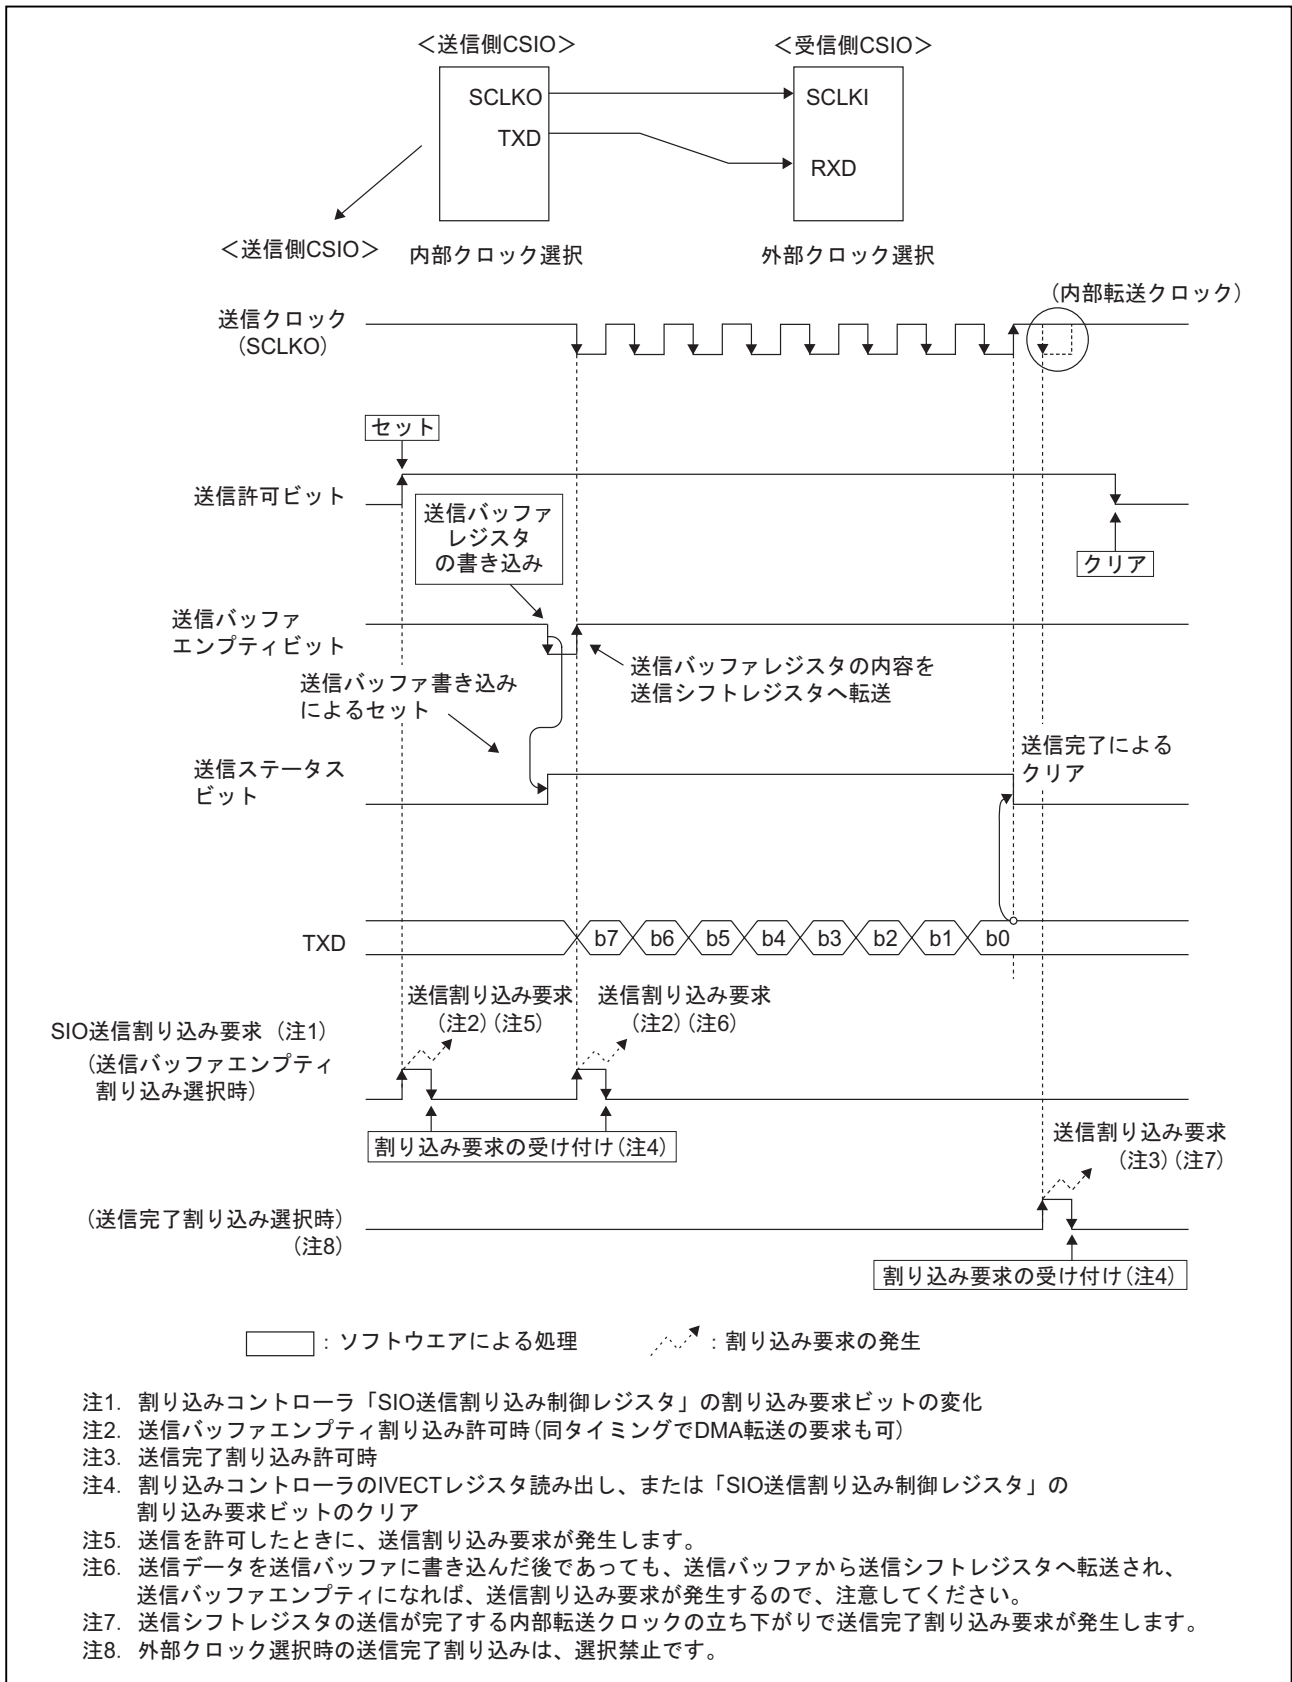 ＜送信側CSIO＞
＜受信側CSIO＞
SCLKO
SCLKI
TXD
RXD
＜送信側CSIO＞
内部クロック選択
外部クロック選択
(内部転送クロック)
送信クロック
(SCLKO)
セット
送信許可ビット
送信バッファ
レジスタ
の書き込み
クリア
送信バッファ
エンプティビット
送信バッファレジスタの内容を
送信シフトレジスタへ転送
送信バッファ書き込み
によるセット
送信完了による
クリア
送信ステータス
ビット
TXD
b7 b6 b5 b4 b3 b2 b1 b0
送信割り込み要求
(注2)(注5)
送信割り込み要求
(注2)(注6)
SIO送信割り込み要求 (注1)
(送信バッファエンプティ
割り込み選択時)
割り込み要求の受け付け(注4)
送信割り込み要求
(注3)(注7)
(送信完了割り込み選択時)
(注8)
割り込み要求の受け付け(注4)
：ソフトウエアによる処理
：割り込み要求の発生
注1. 割り込みコントローラ「SIO送信割り込み制御レジスタ」の割り込み要求ビットの変化
注2. 送信バッファエンプティ割り込み許可時(同タイミングでDMA転送の要求も可)
注3. 送信完了割り込み許可時
注4. 割り込みコントローラのIVECTレジスタ読み出し、または「SIO送信割り込み制御レジスタ」の
割り込み要求ビットのクリア
注5. 送信を許可したときに、送信割り込み要求が発生します。
注6. 送信データを送信バッファに書き込んだ後であっても、送信バッファから送信シフトレジスタへ転送され、
送信バッファエンプティになれば、送信割り込み要求が発生するので、注意してください。
注7. 送信シフトレジスタの送信が完了する内部転送クロックの立ち下がりで送信完了割り込み要求が発生します。
注8. 外部クロック選択時の送信完了割り込みは、選択禁止です。